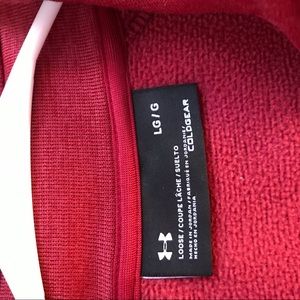 LG / G
COLDGEAR
LOOSE / COUPE LÂCHE / SUELTO
MADE IN JORDAN / FABRIQUÉ EN JORDANIE /
HECHO EN JORDANIA